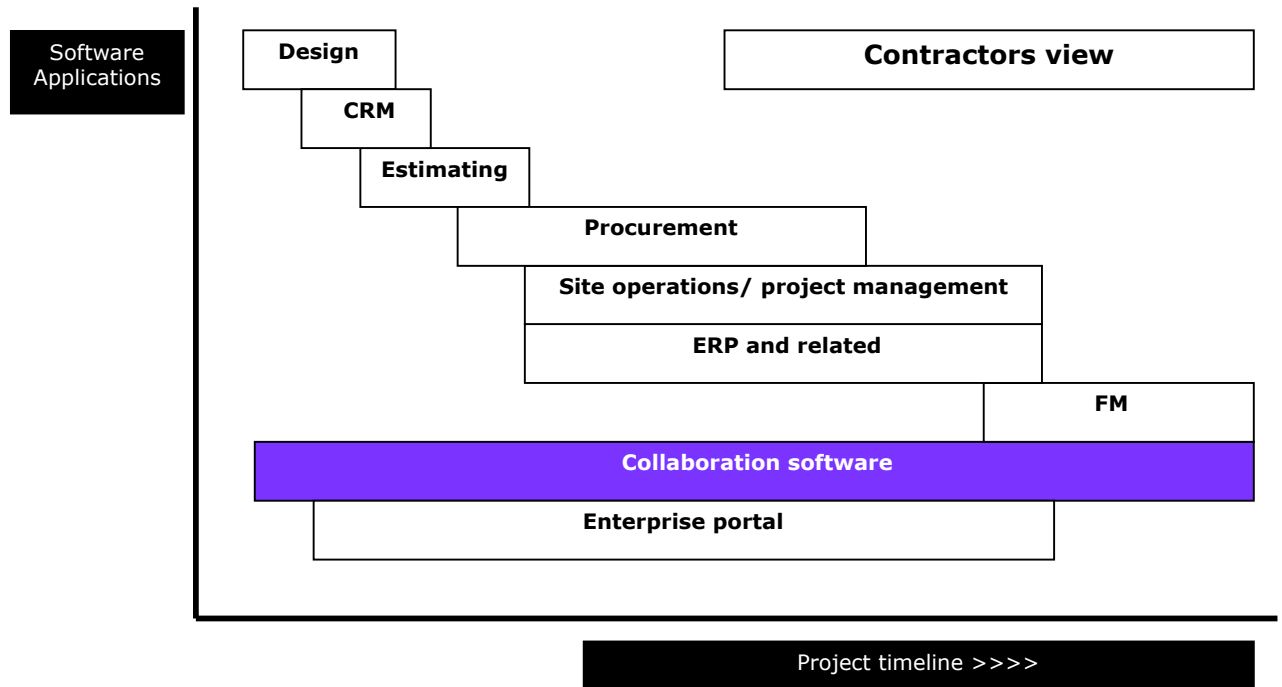 Software
Applications
Design
Contractors view
CRM
Estimating
Procurement
Site operations/ project management
ERP and related
FM
Collaboration software
Enterprise portal
Project timeline >>>>